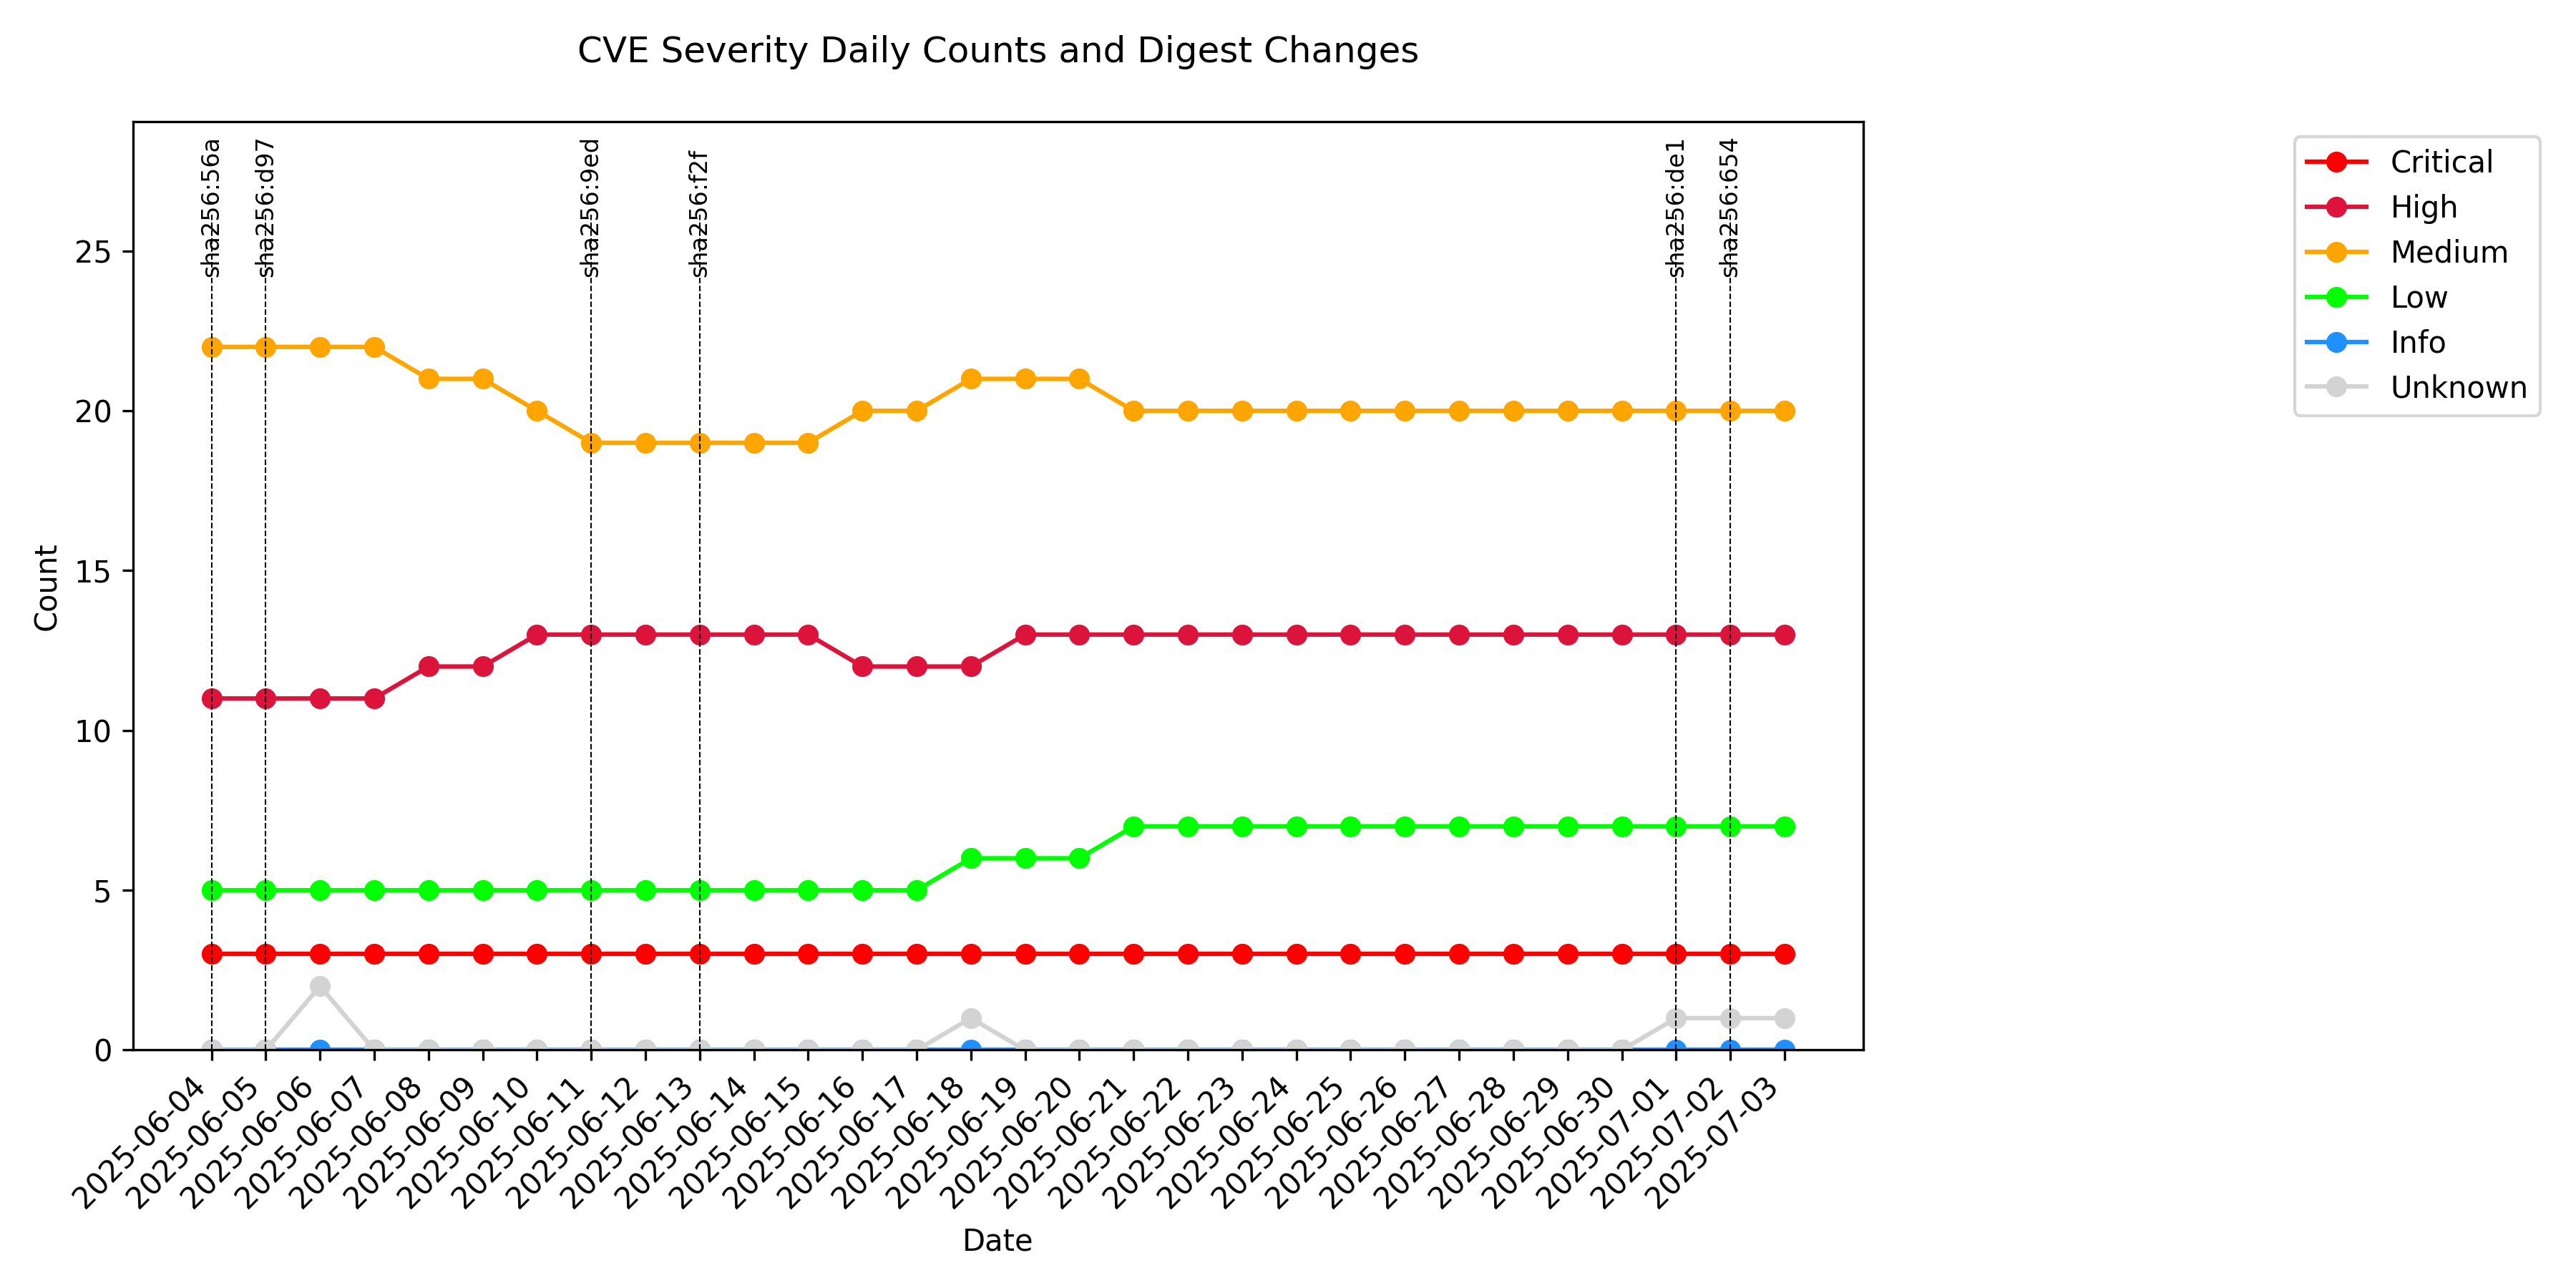 CVE Severity Daily Counts and Digest Changes
sha256:56a
sha256:d97
sha256:9ed
sha256:f2f
sha256:de1
sha256:654
Critical
High
Medium
Low
Info
Unknown
Count
25
20
15
10
5
0
2025-06-04
2025-06-05
2025-06-06
2025-06-07
2025-06-08
2025-06-09
2025-06-10
2025-06-11
2025-06-12
2025-06-13
2025-06-14
2025-06-15
2025-06-16
2025-06-17
2025-06-18
2025-06-19
2025-06-20
2025-06-21
2025-06-22
2025-06-23
2025-06-24
2025-06-25
2025-06-26
2025-06-27
2025-06-28
2025-06-29
2025-06-30
2025-07-01
2025-07-02
2025-07-03
Date